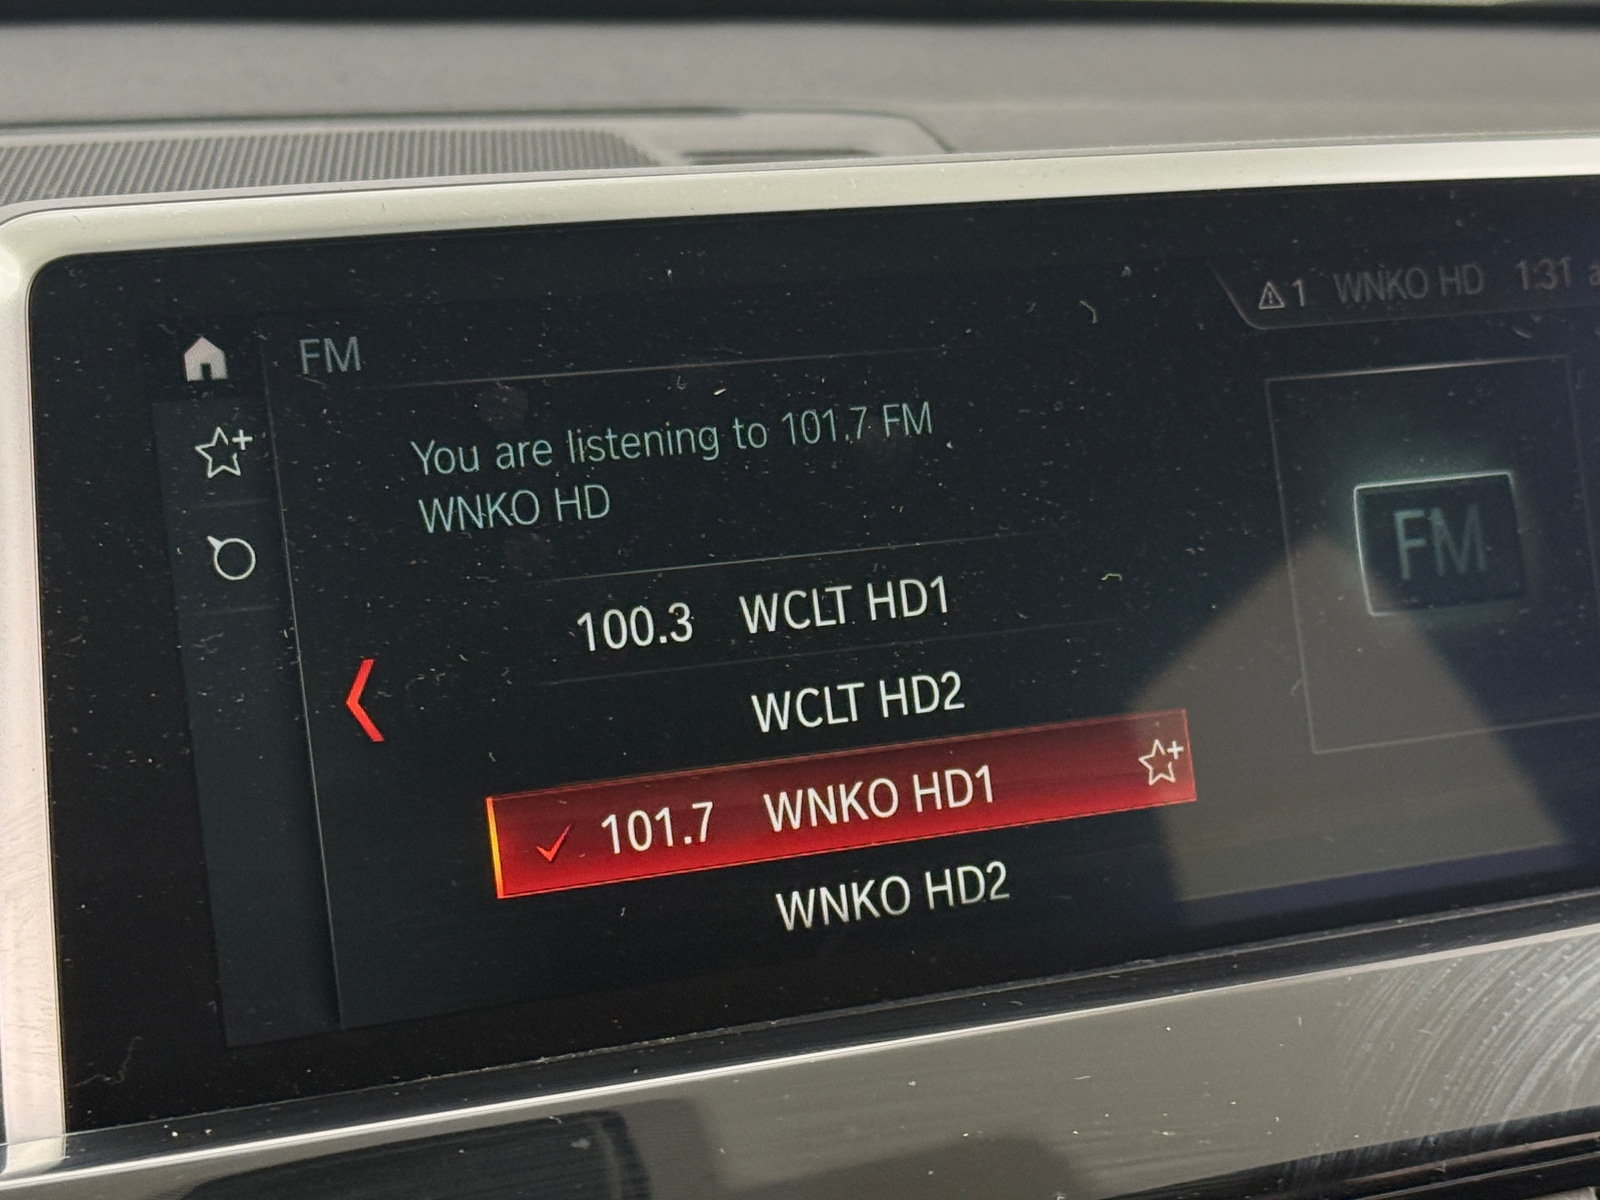 ⚠1 WNKO HD 1:31
FM
You are listening to 101.7 FM
WNKO HD
FM
100.3 WCLT HD1
WCLT HD2
101.7 WNKO HD1
WNKO HD2